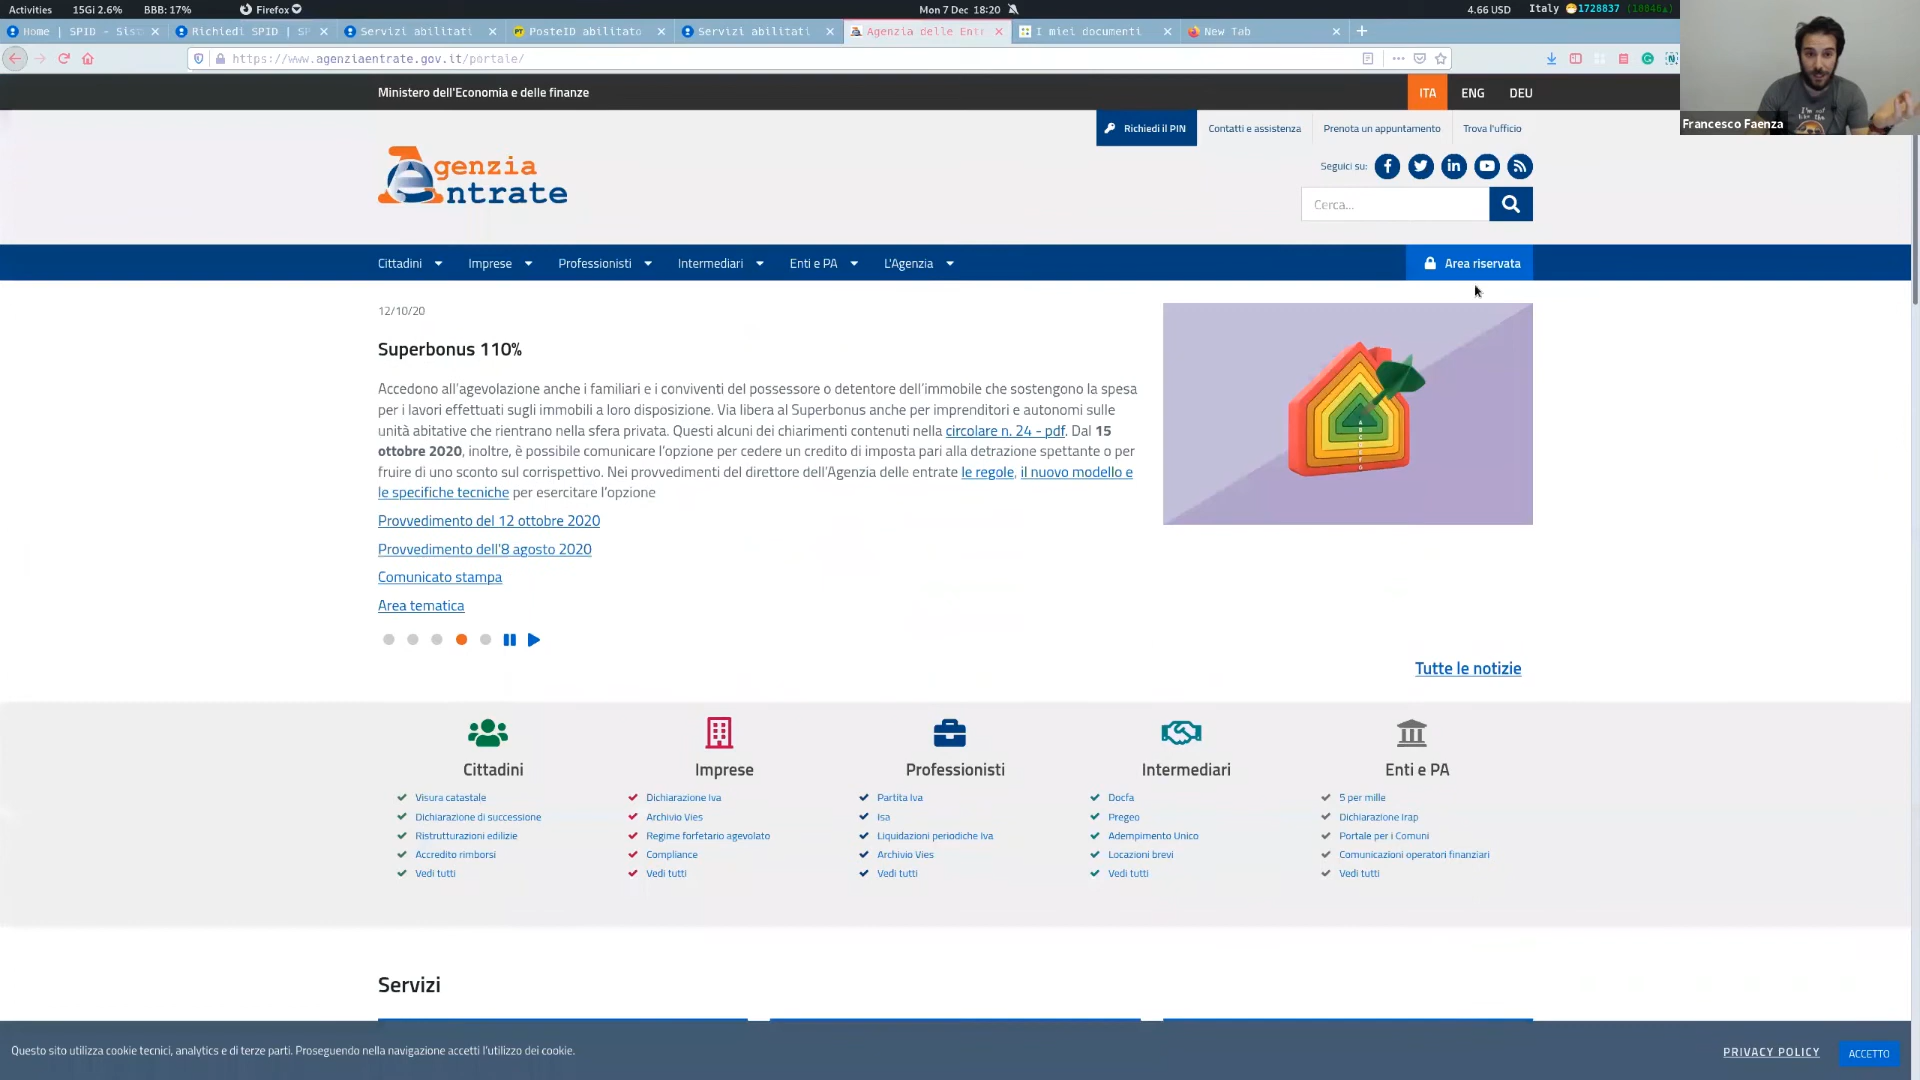 Activities 15Gi 2.6% BBB: 17% Firefox Mon 7 Dec 18:20 4.66 USD Italy 1728837 (18846▲)
Home | SPID - Sist Richiedi SPID | SP Servizi abilitati PosteID abilitato Servizi abilitati Agenzia delle Entr I miei documenti New Tab
https://www.agenziaentrate.gov.it/portale/
Francesco Faenza
Ministero dell'Economia e delle finanze ITA ENG DEU
Richiedi il PIN Contatti e assistenza Prenota un appuntamento Trova l'ufficio
Agenzia
Entrate
Seguici su:
Cerca...
Cittadini Imprese Professionisti Intermediari Enti e PA L'Agenzia Area riservata
12/10/20
Superbonus 110%
Accedono all'agevolazione anche i familiari e i conviventi del possessore o detentore dell'immobile che sostengono la spesa
per i lavori effettuati sugli immobili a loro disposizione. Via libera al Superbonus anche per imprenditori e autonomi sulle
unità abitative che rientrano nella sfera privata. Questi alcuni dei chiarimenti contenuti nella circolare n. 24 - pdf. Dal 15
ottobre 2020, inoltre, è possibile comunicare l'opzione per cedere un credito di imposta pari alla detrazione spettante o per
fruire di uno sconto sul corrispettivo. Nei provvedimenti del direttore dell'Agenzia delle entrate le regole, il nuovo modello e
le specifiche tecniche per esercitare l'opzione
Provvedimento del 12 ottobre 2020
Provvedimento dell'8 agosto 2020
Comunicato stampa
Area tematica
Tutte le notizie
Cittadini
Visura catastale
Dichiarazione di successione
Ristrutturazioni edilizie
Accredito rimborsi
Vedi tutti
Imprese
Dichiarazione Iva
Archivio Vies
Regime forfetario agevolato
Compliance
Vedi tutti
Professionisti
Partita Iva
Isa
Liquidazioni periodiche Iva
Archivio Vies
Vedi tutti
Intermediari
Docfa
Pregeo
Adempimento Unico
Locazioni brevi
Vedi tutti
Enti e PA
5 per mille
Dichiarazione Irap
Portale per i Comuni
Comunicazioni operatori finanziari
Vedi tutti
Servizi
Questo sito utilizza cookie tecnici, analytics e di terze parti. Proseguendo nella navigazione accetti l'utilizzo dei cookie.
PRIVACY POLICY ACCETTO